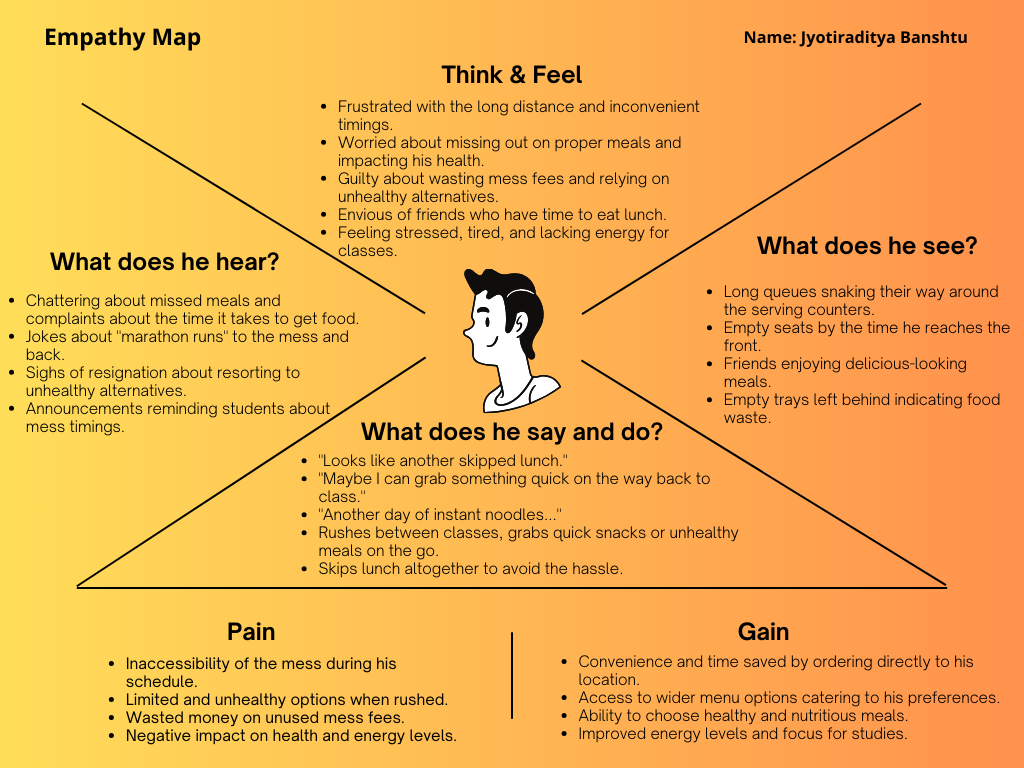 Empathy Map
Name: Jyotiraditya Banshtu
Think & Feel
• Frustrated with the long distance and inconvenient
timings.
• Worried about missing out on proper meals and
impacting his health.
• Guilty about wasting mess fees and relying on
unhealthy alternatives.
• Envious of friends who have time to eat lunch.
• Feeling stressed, tired, and lacking energy for
classes.
What does he hear?
• Chattering about missed meals and
complaints about the time it takes to get food.
• Jokes about "marathon runs" to the mess and
back.
• Sighs of resignation about resorting to
unhealthy alternatives.
• Announcements reminding students about
mess timings.
What does he see?
• Long queues snaking their way around
the serving counters.
• Empty seats by the time he reaches the
front.
• Friends enjoying delicious-looking
meals.
• Empty trays left behind indicating food
waste.
What does he say and do?
• "Looks like another skipped lunch."
• "Maybe I can grab something quick on the way back to
class."
• "Another day of instant noodles..."
• Rushes between classes, grabs quick snacks or unhealthy
meals on the go.
• Skips lunch altogether to avoid the hassle.
Pain
• Inaccessibility of the mess during his
schedule.
• Limited and unhealthy options when rushed.
• Wasted money on unused mess fees.
• Negative impact on health and energy levels.
Gain
• Convenience and time saved by ordering directly to his
location.
• Access to wider menu options catering to his preferences.
• Ability to choose healthy and nutritious meals.
• Improved energy levels and focus for studies.